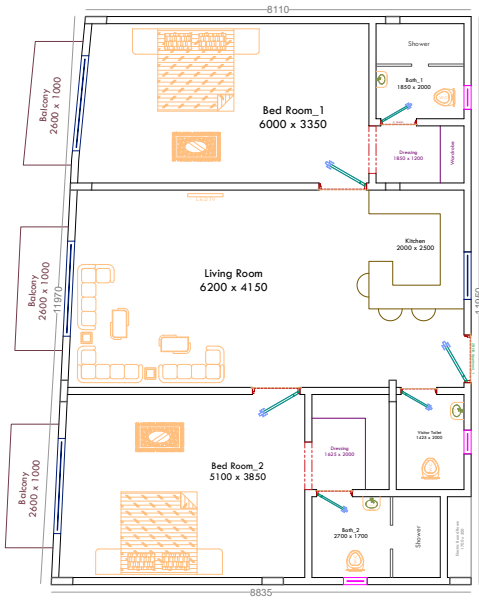 8110
Shower
Bath_1
1850 x 2000
Balcony
2600 x 1000
Bed Room_1
6000 x 3350
Dressing
1850 x 1200
Wardrobe
Kitchen
2000 x 2500
Living Room
6200 x 4150
Balcony
2600 x 1000
11970
Visitor Toilet
1425 x 2000
Dressing
1625 x 2000
Bed Room_2
5100 x 3850
Balcony
2600 x 1000
Bath_2
2700 x 1700
Shower
8835